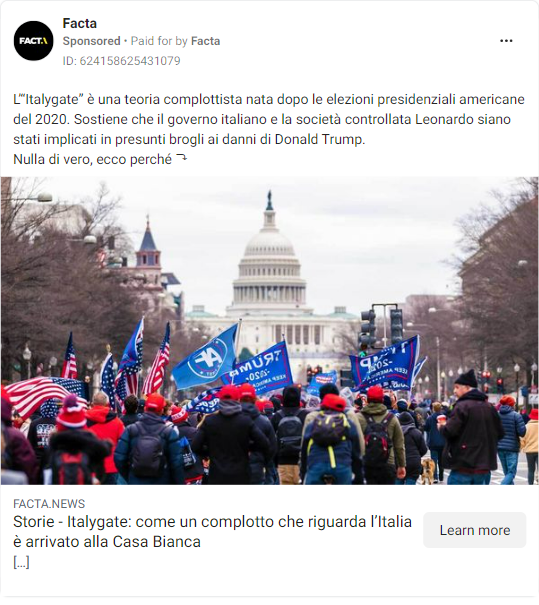 FACTA.
Facta
Sponsored • Paid for by Facta
ID: 624158625431079
L'“Italygate” è una teoria complottista nata dopo le elezioni presidenziali americane
del 2020. Sostiene che il governo italiano e la società controllata Leonardo siano
stati implicati in presunti brogli ai danni di Donald Trump.
Nulla di vero, ecco perché ⤵
TRUMP
2020
KEEP AMERICA
TRUMP
2020
FACTA.NEWS
Storie - Italygate: come un complotto che riguarda l’Italia
è arrivato alla Casa Bianca
[...]
Learn more